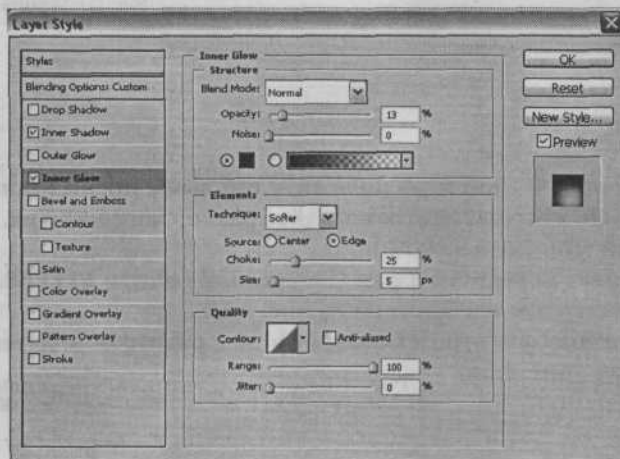 Layer Style
Styles
Blending Options: Custom
Drop Shadow
Inner Shadow
Outer Glow
Inner Glow
Bevel and Emboss
Contour
Texture
Satin
Color Overlay
Gradient Overlay
Pattern Overlay
Stroke
Inner Glow
Structure
Blend Mode: Normal
Opacity: 13 %
Noise: 0 %
Elements
Technique: Softer
Source: Center Edge
Choke: 25 %
Size: 5 px
Quality
Contour: Anti-aliased
Range: 100 %
Jitter: 0 %
OK
Reset
New Style...
Preview